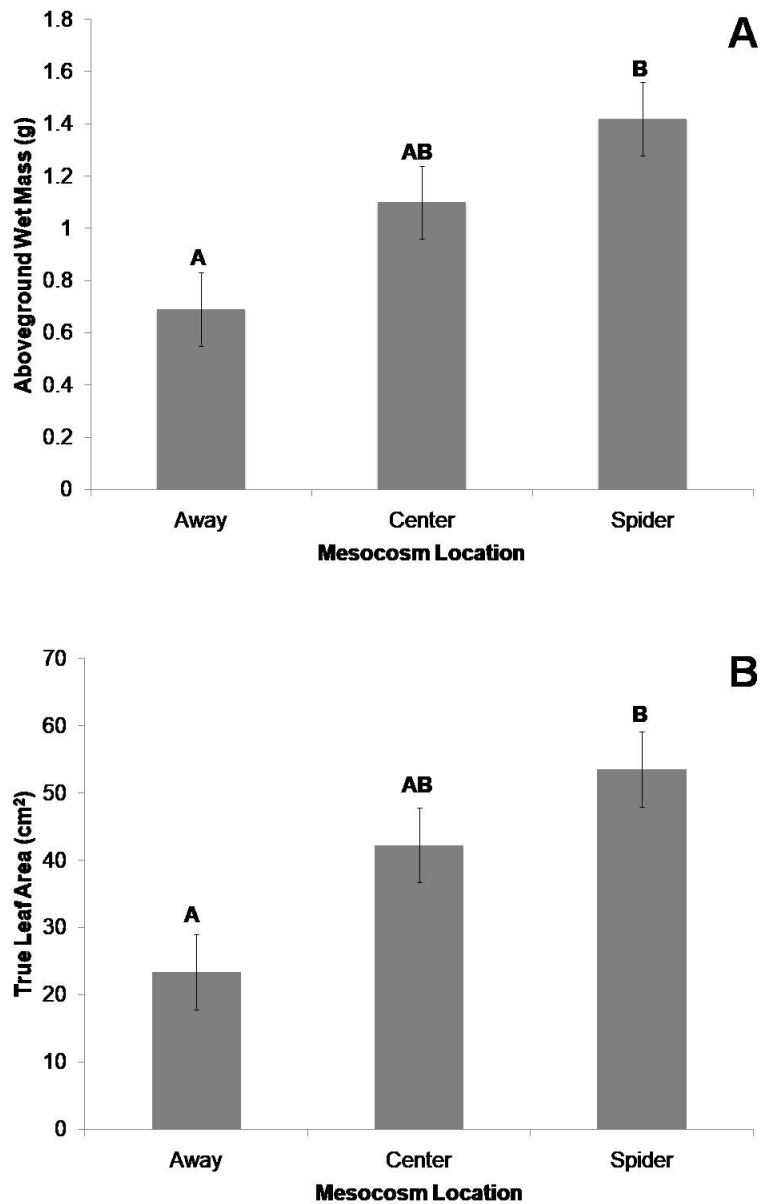 A
1.8
1.6
1.4
1.2
1
0.8
0.6
0.4
0.2
0
Aboveground Wet Mass (g)
A
AB
B
Away Center Spider
Mesocosm Location
B
70
60
50
40
30
20
10
0
True Leaf Area (cm²)
A
AB
B
Away Center Spider
Mesocosm Location